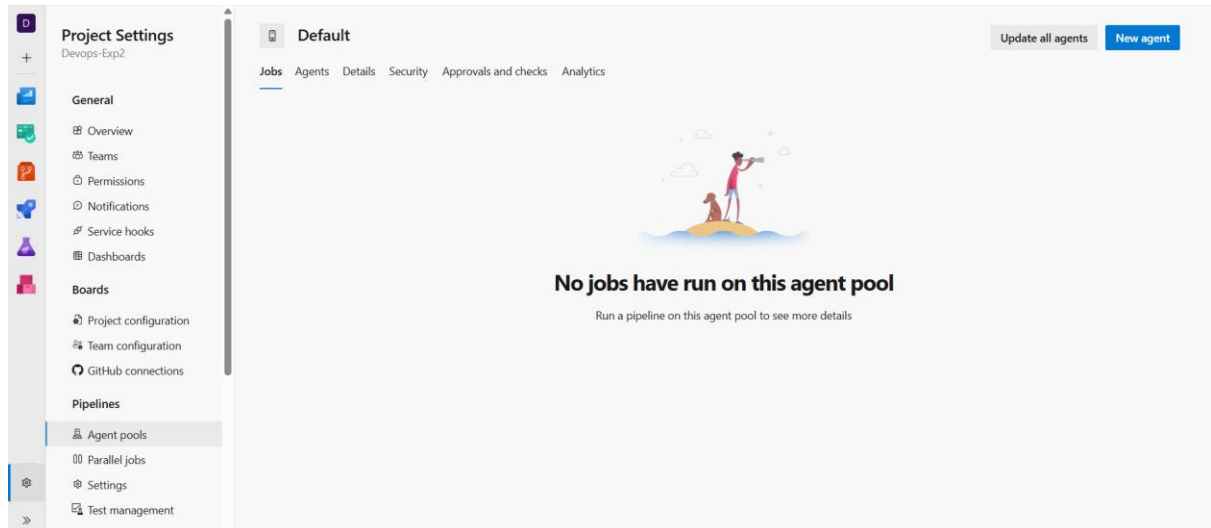 D
Project Settings
Devops-Exp2
General
Overview
Teams
Permissions
Notifications
Service hooks
Dashboards
Boards
Project configuration
Team configuration
GitHub connections
Pipelines
Agent pools
Parallel jobs
Settings
Test management
Default
Update all agents New agent
Jobs Agents Details Security Approvals and checks Analytics
No jobs have run on this agent pool
Run a pipeline on this agent pool to see more details